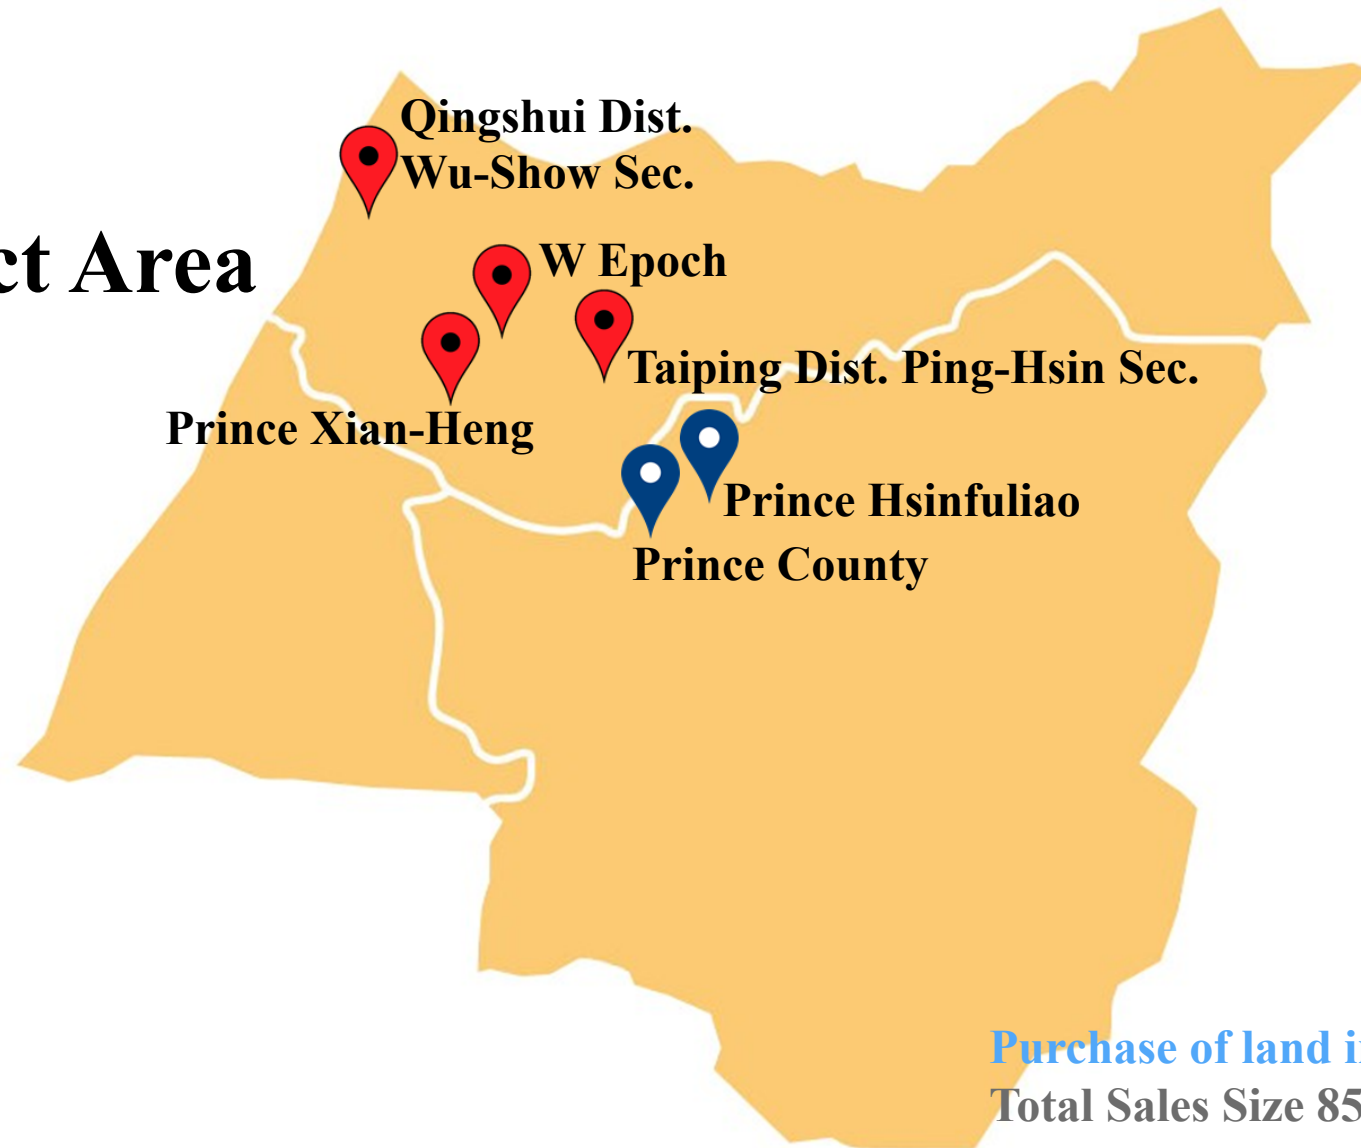 Qingshui Dist.
Wu-Show Sec.
Area
W Epoch
Taiping Dist. Ping-Hsin Sec.
Prince Xian-Heng
Prince Hsinfuliao
Prince County
Purchase of land
Total Sales Size 85